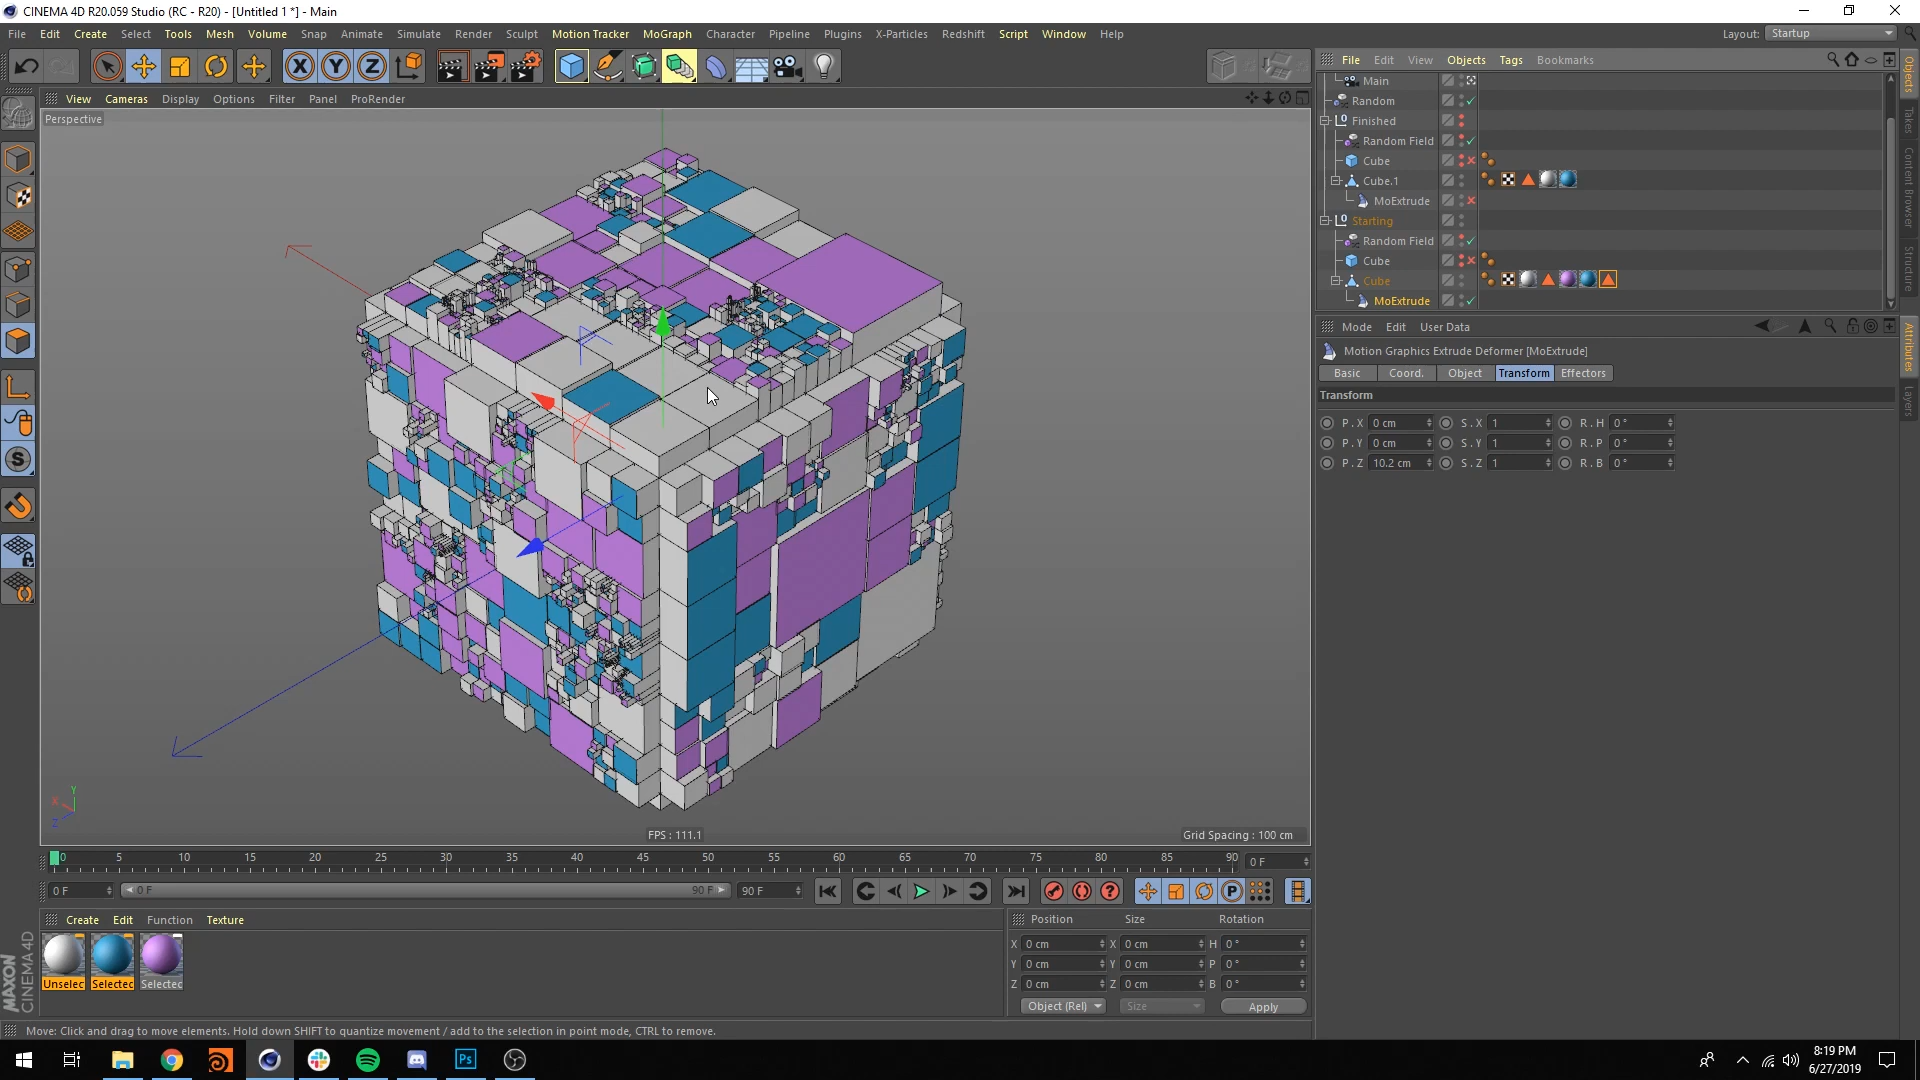 CINEMA 4D R20.059 Studio (RC - R20) - [Untitled 1 *] - Main
File Edit Create Select Tools Mesh Volume Snap Animate Simulate Render Sculpt Motion Tracker MoGraph Character Pipeline Plugins X-Particles Redshift Script Window Help
Layout: Startup
File Edit View Objects Tags Bookmarks
View Cameras Display Options Filter Panel ProRender
Perspective
Main
Random
Finished
Random Field
Cube
Cube.1
MoExtrude
Starting
Random Field
Cube
Cube
MoExtrude
Objects
Takes
Content Browser
Structure
Attributes
Layers
Mode Edit User Data
Motion Graphics Extrude Deformer [MoExtrude]
Basic Coord. Object Transform Effectors
Transform
P . X 0 cm S . X 1 R . H 0 °
P . Y 0 cm S . Y 1 R . P 0 °
P . Z 10.2 cm S . Z 1 R . B 0 °
Y
X
Z
FPS : 111.1
Grid Spacing : 100 cm
0 5 10 15 20 25 30 35 40 45 50 55 60 65 70 75 80 85 90 0 F
0 F 0 F 90 F 90 F
Create Edit Function Texture
Unselec Selectec Selectec
MAXON
CINEMA 4D
Position Size Rotation
X 0 cm X 0 cm H 0 °
Y 0 cm Y 0 cm P 0 °
Z 0 cm Z 0 cm B 0 °
Object (Rel) Size Apply
Move: Click and drag to move elements. Hold down SHIFT to quantize movement / add to the selection in point mode, CTRL to remove.
Ps
8:19 PM
6/27/2019